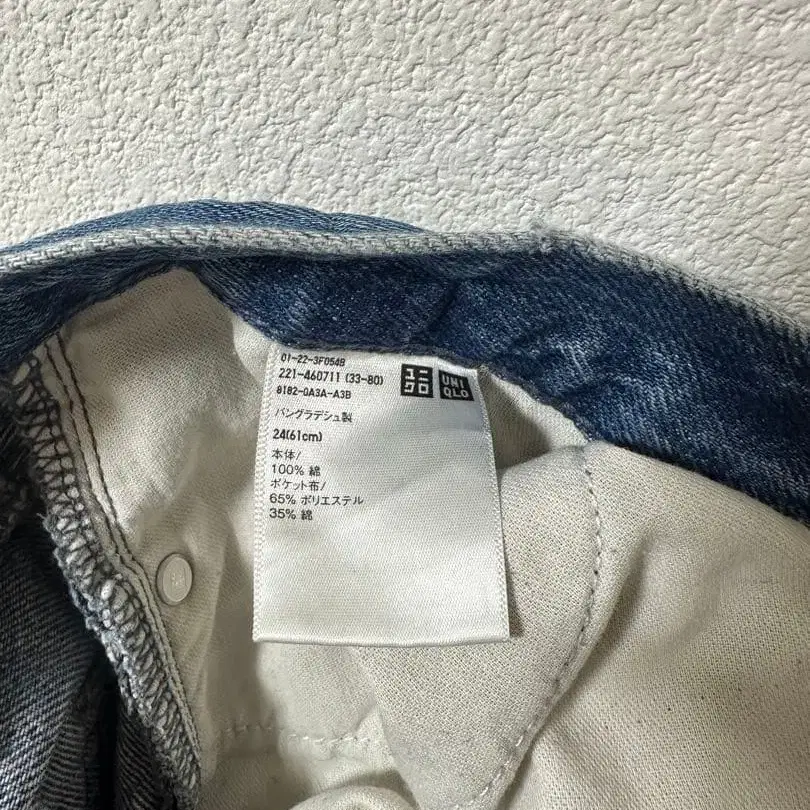 01-22-3F054B
221-460711 (33-80)
8182-0A3A-A3B
ユニクロ
UNIQLO
バングラデシュ製
24(61cm)
本体/
100% 綿
ポケット布/
65% ポリエステル
35% 綿